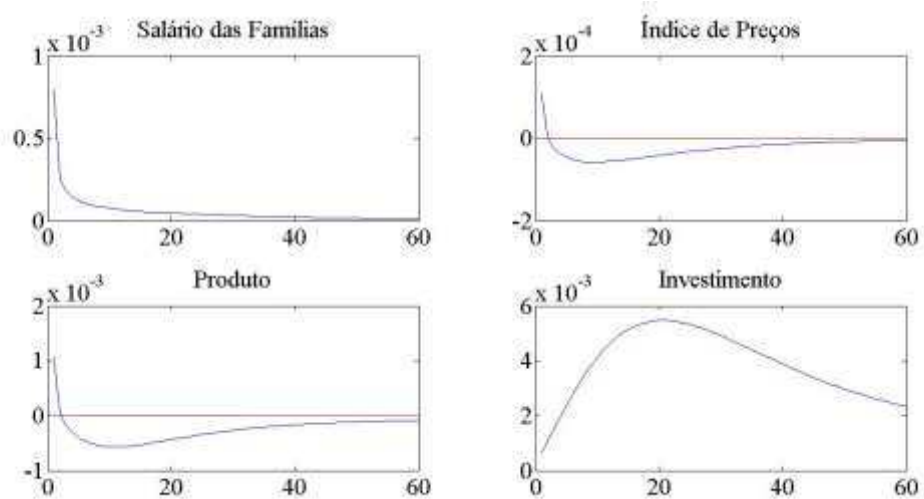 Salário das Famílias
x 10⁻³
1
0.5
0
0 20 40 60
Índice de Preços
x 10⁻⁴
2
0
-2
0 20 40 60
Produto
x 10⁻³
2
1
0
-1
0 20 40 60
Investimento
x 10⁻³
6
4
2
0
0 20 40 60